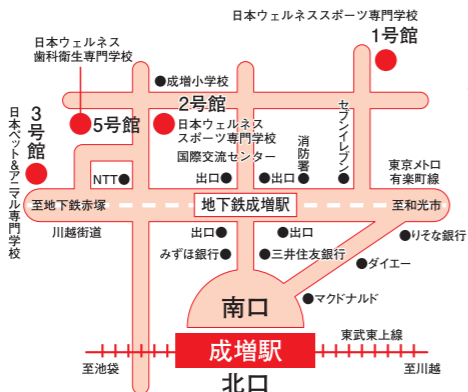 日本ウェルネススポーツ専門学校
1号館
日本ウェルネス
歯科衛生専門学校
成増小学校
2号館
5号館
日本ウェルネス
スポーツ専門学校
国際交流センター
3号館
日本ペット&アニマル専門学校
消防署
セブンイレブン
NTT
出口
出口
東京メトロ
有楽町線
至地下鉄赤塚
地下鉄成増駅
至和光市
川越街道
出口
出口
りそな銀行
みずほ銀行
三井住友銀行
ダイエー
南口
マクドナルド
東武東上線
成増駅
至池袋
至川越
北口